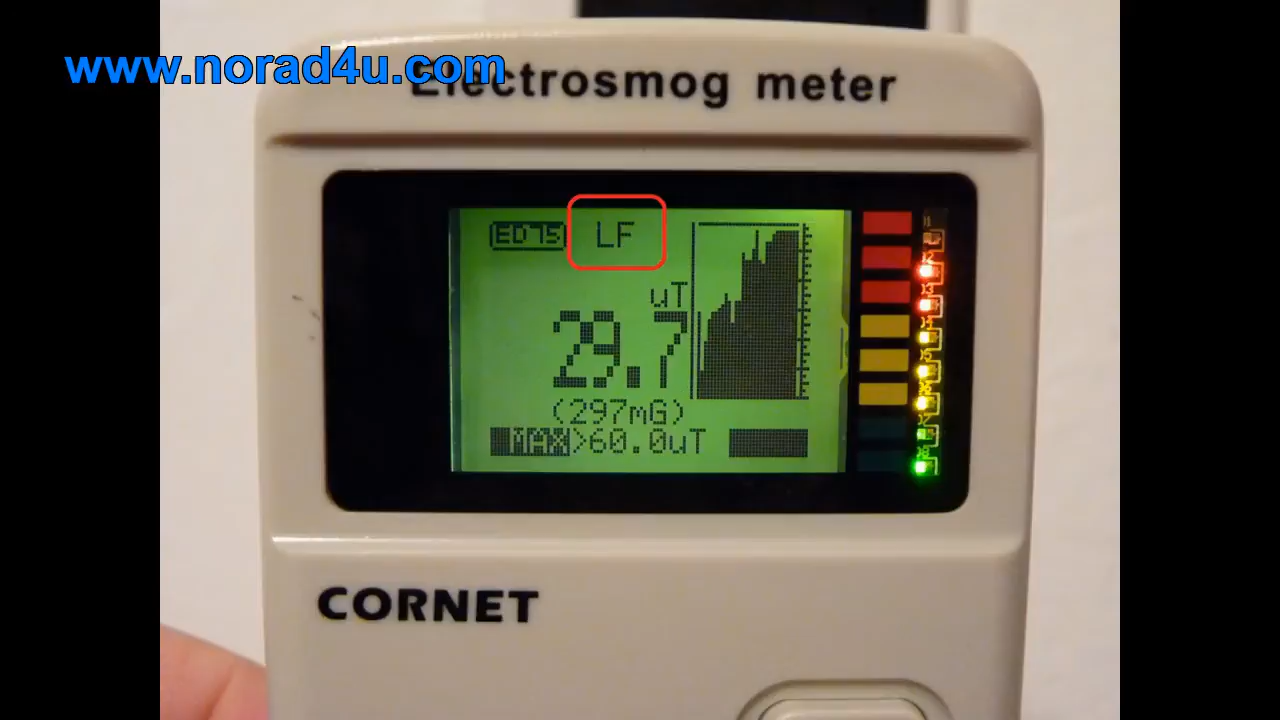 www.norad4u.com
Electrosmog meter
ED75 LF
uT
29.7
(297mG)
MAX>60.0uT
CORNET